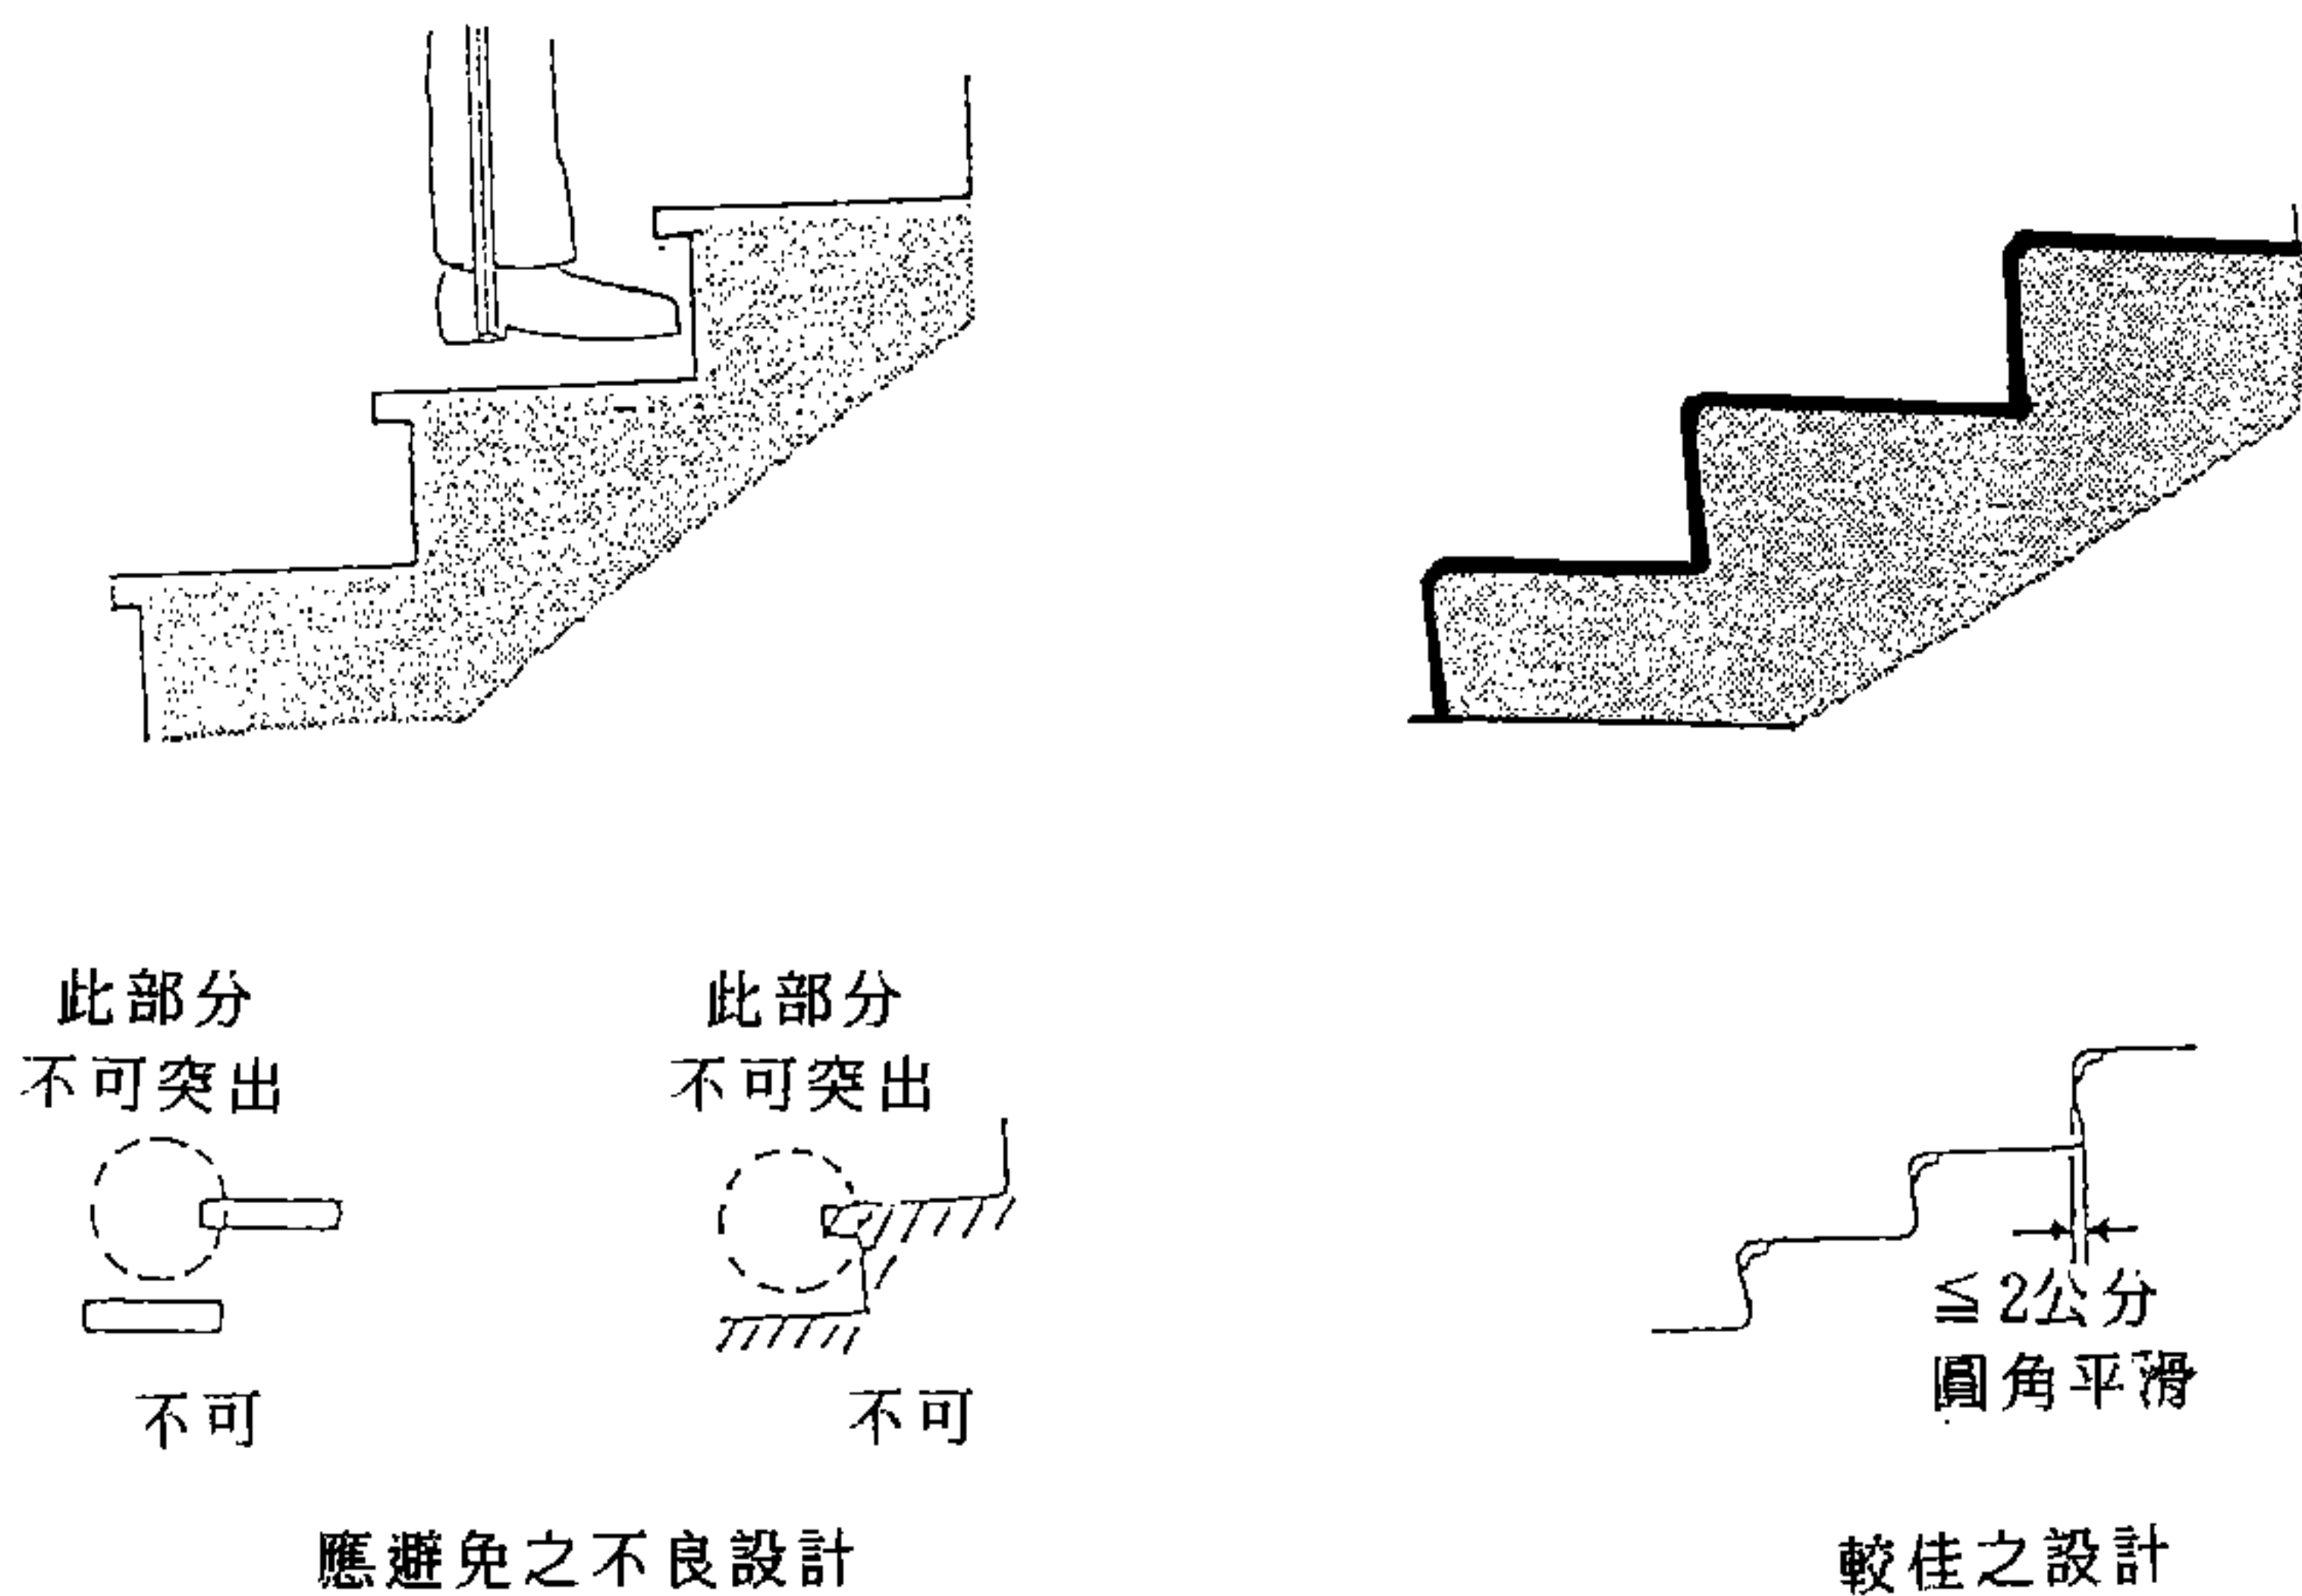 此部分
不可突出
不可
此部分
不可突出
不可
應避免之不良設計
≦2公分
圓角平滑
較佳之設計